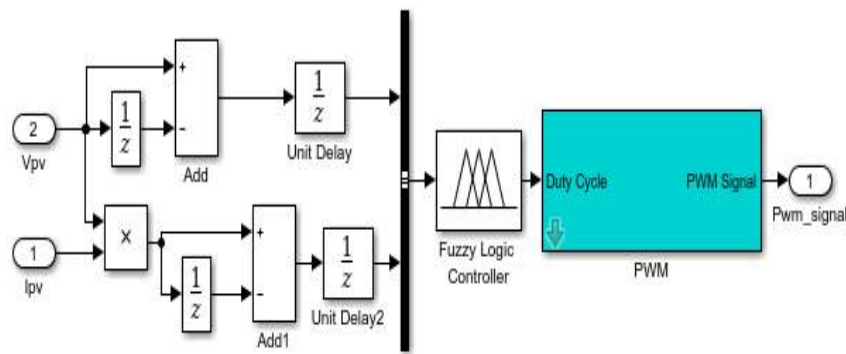 +
1
z
2
1
z
−
Unit Delay
Vpv
Add
Duty Cycle
PWM Signal
1
×
+
Pwm_signal
1
Fuzzy Logic
Controller
PWM
1
z
Ipv
1
z
−
Unit Delay2
Add1